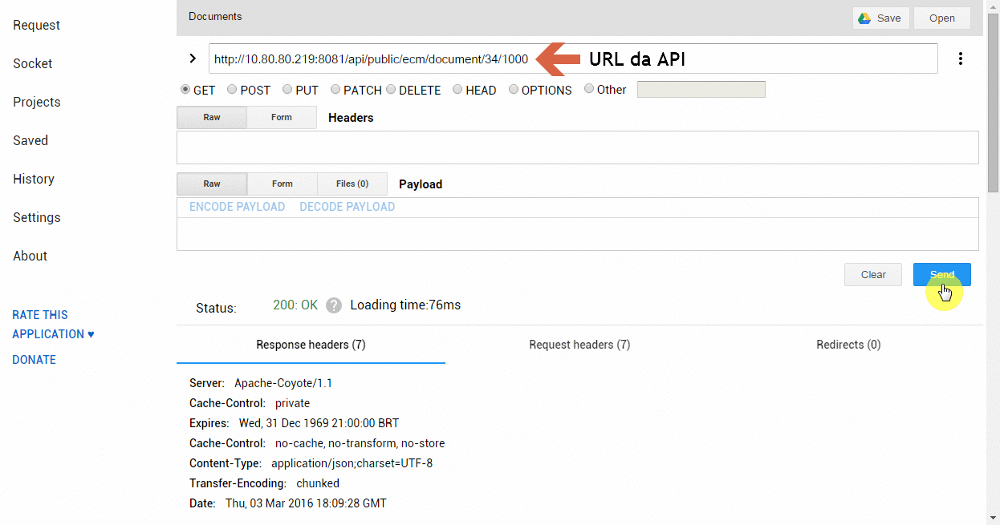 Request
Socket
Projects
Saved
History
Settings
About
RATE THIS
APPLICATION ♥
DONATE
Documents
Save
Open
http://10.80.80.219:8081/api/public/ecm/document/34/1000
URL da API
GET POST PUT PATCH DELETE HEAD OPTIONS Other
Raw Form Headers
Raw Form Files (0) Payload
ENCODE PAYLOAD DECODE PAYLOAD
Clear Send
Status: 200: OK ? Loading time:76ms
Response headers (7) Request headers (7) Redirects (0)
Server: Apache-Coyote/1.1
Cache-Control: private
Expires: Wed, 31 Dec 1969 21:00:00 BRT
Cache-Control: no-cache, no-transform, no-store
Content-Type: application/json;charset=UTF-8
Transfer-Encoding: chunked
Date: Thu, 03 Mar 2016 18:09:28 GMT